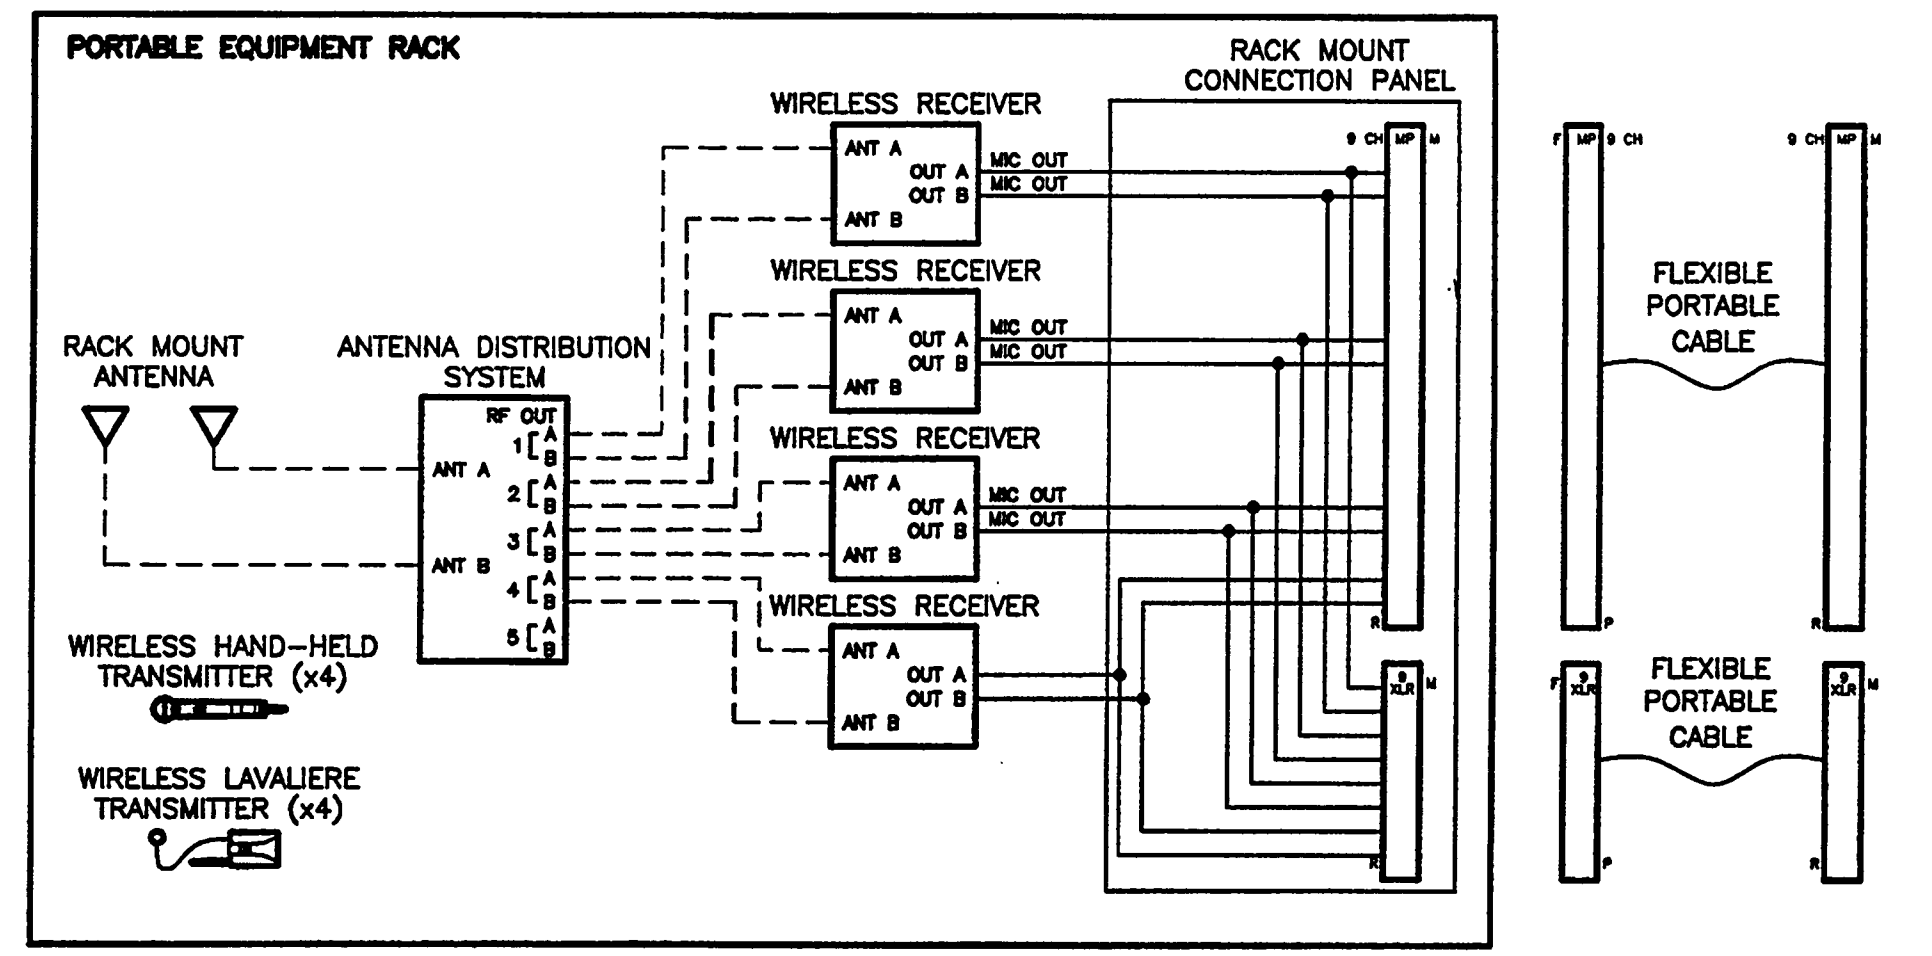 PORTABLE EQUIPMENT RACK
RACK MOUNT
CONNECTION PANEL
WIRELESS RECEIVER
ANT A
OUT A
OUT B
ANT B
MIC OUT
MIC OUT
9 CH MP M
F MP 9 CH
9 CH MP M
WIRELESS RECEIVER
ANT A
OUT A
OUT B
ANT B
MIC OUT
MIC OUT
FLEXIBLE
PORTABLE
CABLE
RACK MOUNT
ANTENNA
ANTENNA DISTRIBUTION
SYSTEM
RF OUT
ANT A
ANT B
1 A
B
2 A
B
3 A
B
4 A
B
5 A
B
WIRELESS RECEIVER
ANT A
OUT A
OUT B
ANT B
MIC OUT
MIC OUT
R
P
R
WIRELESS RECEIVER
ANT A
OUT A
OUT B
ANT B
9
XLR M
F 9
XLR
9
XLR M
FLEXIBLE
PORTABLE
CABLE
R
P
R
WIRELESS HAND-HELD
TRANSMITTER (x4)
WIRELESS LAVALIERE
TRANSMITTER (x4)